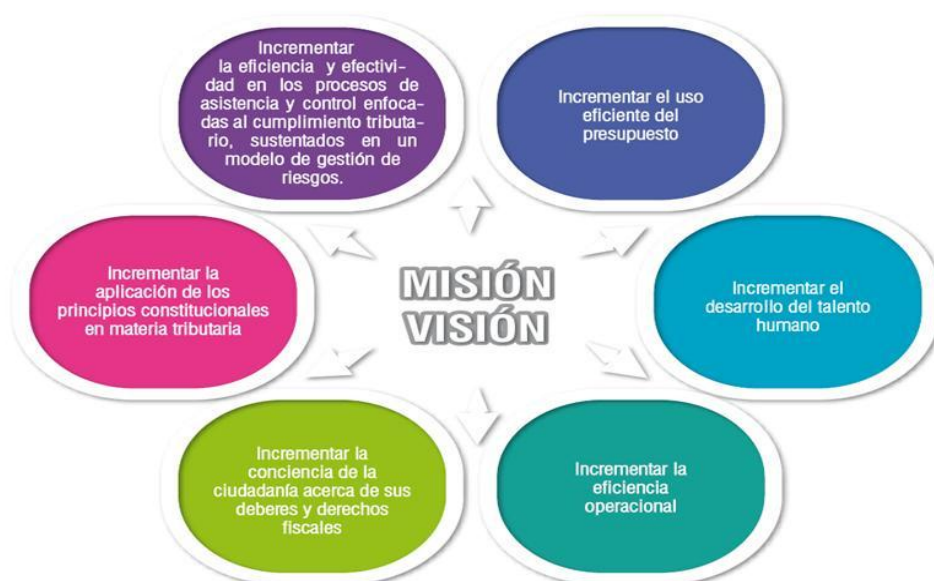 Incrementar
la eficiencia y efectivi-
dad en los procesos de
asistencia y control enfoca-
das al cumplimiento tributa-
rio, sustentados en un
modelo de gestión de
riesgos.
Incrementar el uso
eficiente del
presupuesto
Incrementar la
aplicación de los
principios constitucionales
en materia tributaria
MISIÓN
VISIÓN
Incrementar el
desarrollo del talento
humano
Incrementar la
conciencia de la
ciudadanía acerca de sus
deberes y derechos
fiscales
Incrementar la
eficiencia
operacional